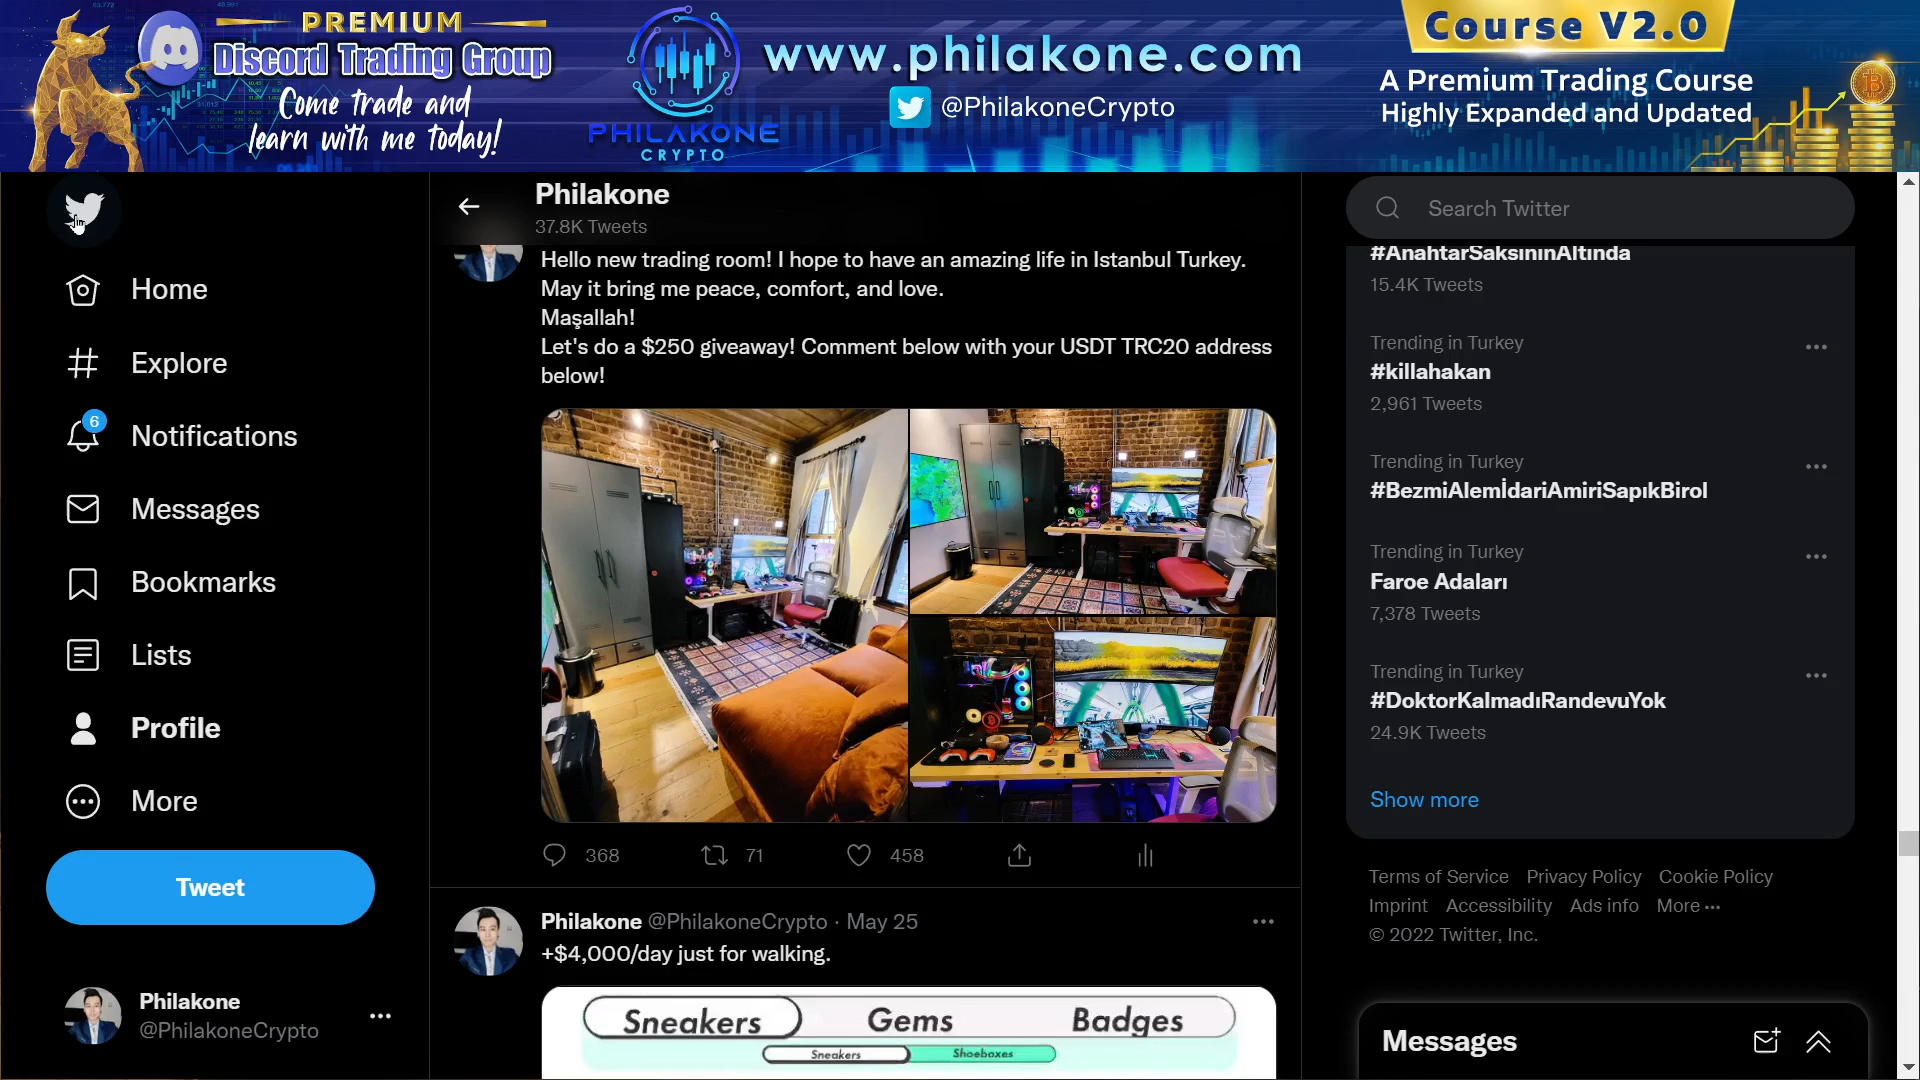 PREMIUM
Discord Trading Group
Come trade and
learn with me today!
PHILAKONE
CRYPTO
www.philakone.com
@PhilakoneCrypto
Course V2.0
A Premium Trading Course
Highly Expanded and Updated
Home
Explore
6
Notifications
Messages
Bookmarks
Lists
Profile
More
Tweet
Philakone
@PhilakoneCrypto
Philakone
37.8K Tweets
Hello new trading room! I hope to have an amazing life in Istanbul Turkey.
May it bring me peace, comfort, and love.
Maşallah!
Let's do a $250 giveaway! Comment below with your USDT TRC20 address
below!
368
71
458
Philakone @PhilakoneCrypto · May 25
+$4,000/day just for walking.
Sneakers
Gems
Badges
Sneakers
Shoeboxes
Search Twitter
#AnahtarSaksınınAltında
15.4K Tweets
Trending in Turkey
#killahakan
2,961 Tweets
Trending in Turkey
#BezmiAlemİdariAmiriSapıkBirol
Trending in Turkey
Faroe Adaları
7,378 Tweets
Trending in Turkey
#DoktorKalmadıRandevuYok
24.9K Tweets
Show more
Terms of Service Privacy Policy Cookie Policy
Imprint Accessibility Ads info More ···
© 2022 Twitter, Inc.
Messages